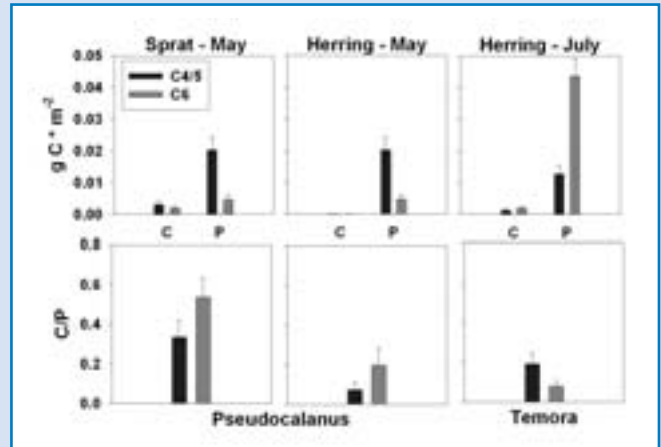 Sprat - May Herring - May Herring - July
0.05
0.04
0.03
0.02
0.01
0.00
g C * m⁻²
C4/5
C6
C P C P C P
0.8
0.6
0.4
0.2
0.0
C/P
Pseudocalanus Temora